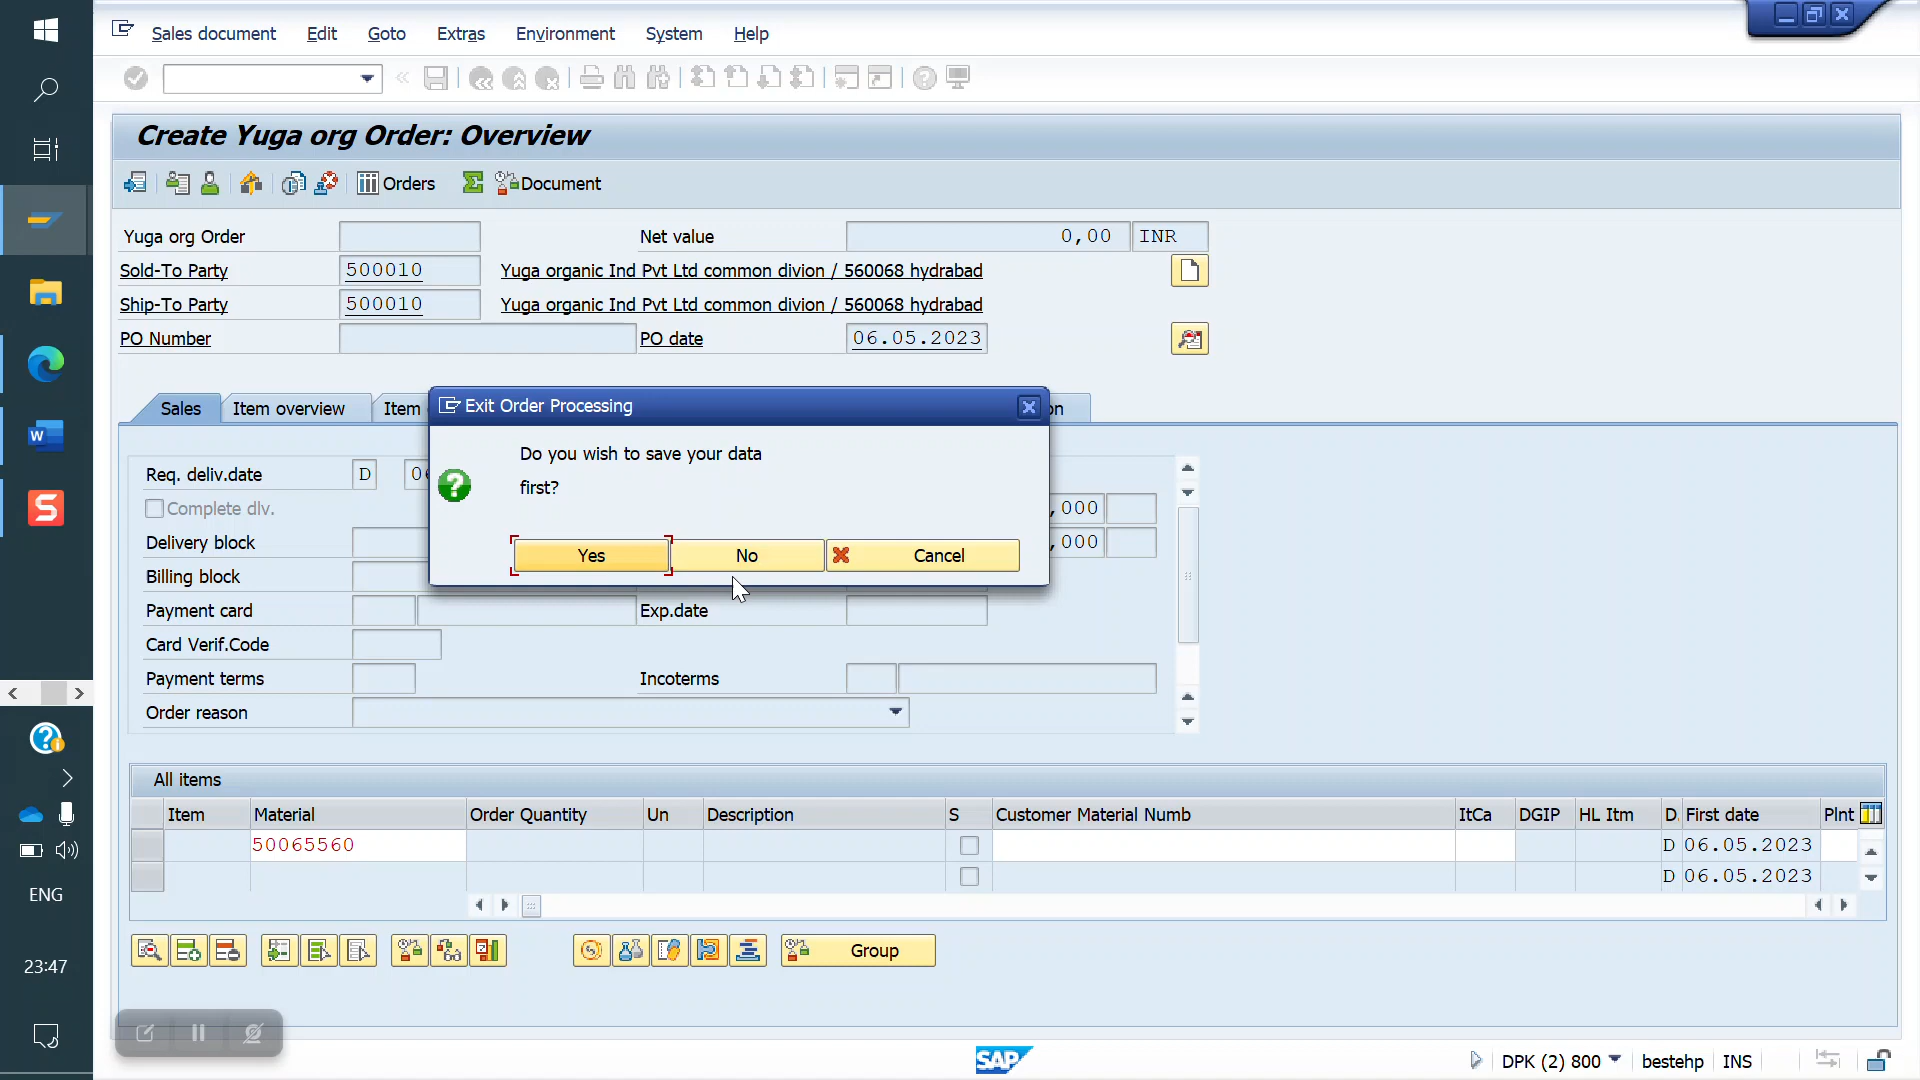 Sales document Edit Goto Extras Environment System Help
Create Yuga org Order: Overview
Orders Document
Yuga org Order Net value 0,00 INR
Sold-To Party 500010 Yuga organic Ind Pvt Ltd common divion / 560068 hydrabad
Ship-To Party 500010 Yuga organic Ind Pvt Ltd common divion / 560068 hydrabad
PO Number PO date 06.05.2023
Sales Item overview Item on
Exit Order Processing
Do you wish to save your data
first?
Yes No Cancel
Req. deliv.date D 06
Complete dlv. ,000
Delivery block ,000
Billing block
Payment card Exp.date
Card Verif.Code
Payment terms Incoterms
Order reason
All items
Item Material Order Quantity Un Description S Customer Material Numb ItCa DGIP HL Itm D. First date Plnt
50065560 D 06.05.2023
D 06.05.2023
Group
ENG
23:47
SAP DPK (2) 800 bestehp INS